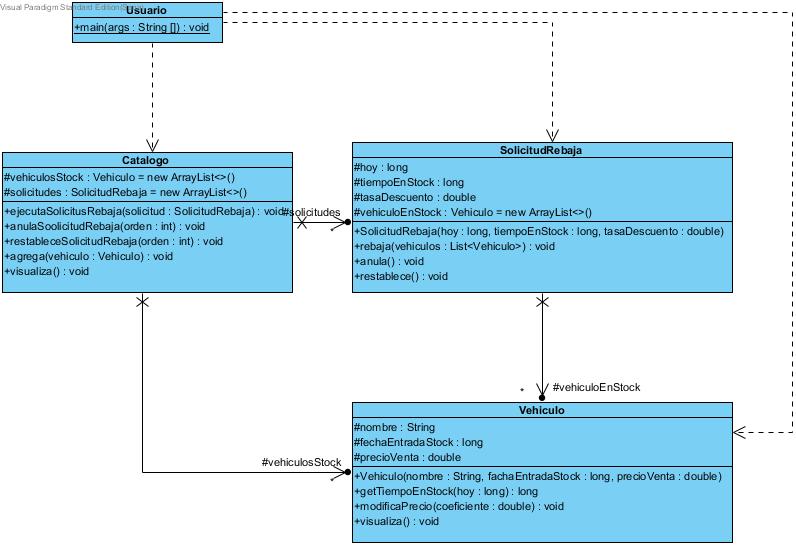 Visual Paradigm Standard Edition
Usuario
+main(args : String []) : void
Catalogo
#vehiculosStock : Vehiculo = new ArrayList<>()
#solicitudes : SolicitudRebaja = new ArrayList<>()
+ejecutaSolicitusRebaja(solicitud : SolicitudRebaja) : void
+anulaSoolicitudRebaja(orden : int) : void
+restableceSolicitudRebaja(orden : int) : void
+agrega(vehiculo : Vehiculo) : void
+visualiza() : void
#solicitudes
*
SolicitudRebaja
#hoy : long
#tiempoEnStock : long
#tasaDescuento : double
#vehiculoEnStock : Vehiculo = new ArrayList<>()
+SolicitudRebaja(hoy : long, tiempoEnStock : long, tasaDescuento : double)
+rebaja(vehiculos : List<Vehiculo>) : void
+anula() : void
+restablece() : void
* #vehiculoEnStock
#vehiculosStock
*
Vehiculo
#nombre : String
#fechaEntradaStock : long
#precioVenta : double
+Vehiculo(nombre : String, fachaEntradaStock : long, precioVenta : double)
+getTiempoEnStock(hoy : long) : long
+modificaPrecio(coeficiente : double) : void
+visualiza() : void